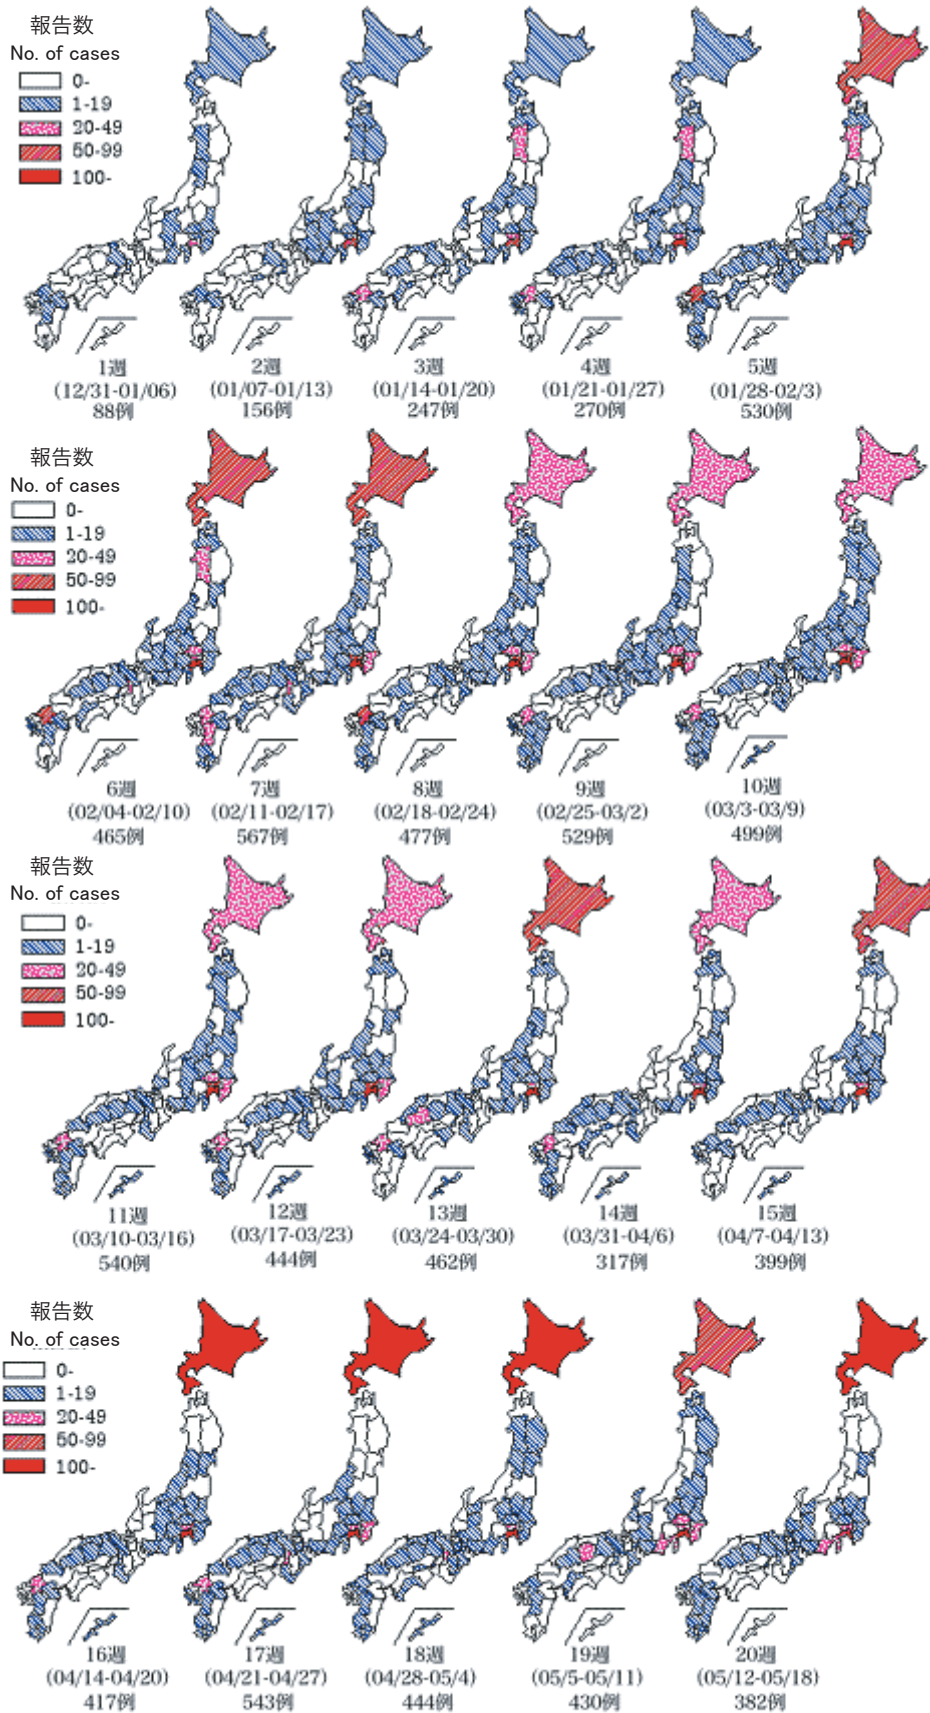 報告数
No. of cases
0-
1-19
20-49
50-99
100-
1週
(12/31-01/06)
88例
2週
(01/07-01/13)
156例
3週
(01/14-01/20)
247例
4週
(01/21-01/27)
270例
5週
(01/28-02/3)
530例
報告数
No. of cases
0-
1-19
20-49
50-99
100-
6週
(02/04-02/10)
465例
7週
(02/11-02/17)
567例
8週
(02/18-02/24)
477例
9週
(02/25-03/2)
529例
10週
(03/3-03/9)
499例
報告数
No. of cases
0-
1-19
20-49
50-99
100-
11週
(03/10-03/16)
540例
12週
(03/17-03/23)
444例
13週
(03/24-03/30)
462例
14週
(03/31-04/6)
317例
15週
(04/7-04/13)
399例
報告数
No. of cases
0-
1-19
20-49
50-99
100-
16週
(04/14-04/20)
417例
17週
(04/21-04/27)
543例
18週
(04/28-05/4)
444例
19週
(05/5-05/11)
430例
20週
(05/12-05/18)
382例